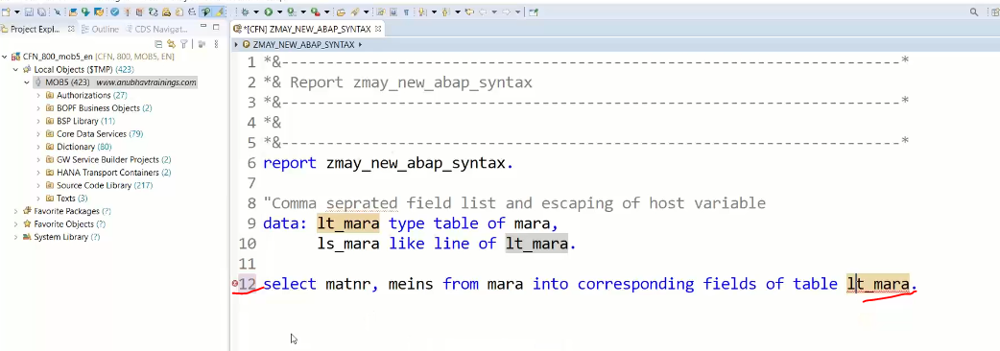 *[CFN] ZMAY_NEW_ABAP_SYNTAX
Project Expl...
Outline
CDS Navigat...
ZMAY_NEW_ABAP_SYNTAX
CFN_800_mob5_en [CFN, 800, MOB5, EN]
Local Objects ($TMP) (423)
MOB5 (423) www.anubhavtrainings.com
Authorizations (27)
BOPF Business Objects (2)
BSP Library (11)
Core Data Services (79)
Dictionary (80)
GW Service Builder Projects (2)
HANA Transport Containers (2)
Source Code Library (217)
Texts (3)
Favorite Packages (?)
Favorite Objects (?)
System Library (?)
1 *&---------------------------------------------------------------------*
2 *& Report zmay_new_abap_syntax
3 *&---------------------------------------------------------------------*
4 *&
5 *&---------------------------------------------------------------------*
6 report zmay_new_abap_syntax.
7
8 "Comma seprated field list and escaping of host variable
9 data: lt_mara type table of mara,
10 ls_mara like line of lt_mara.
11
12 select matnr, meins from mara into corresponding fields of table lt_mara.